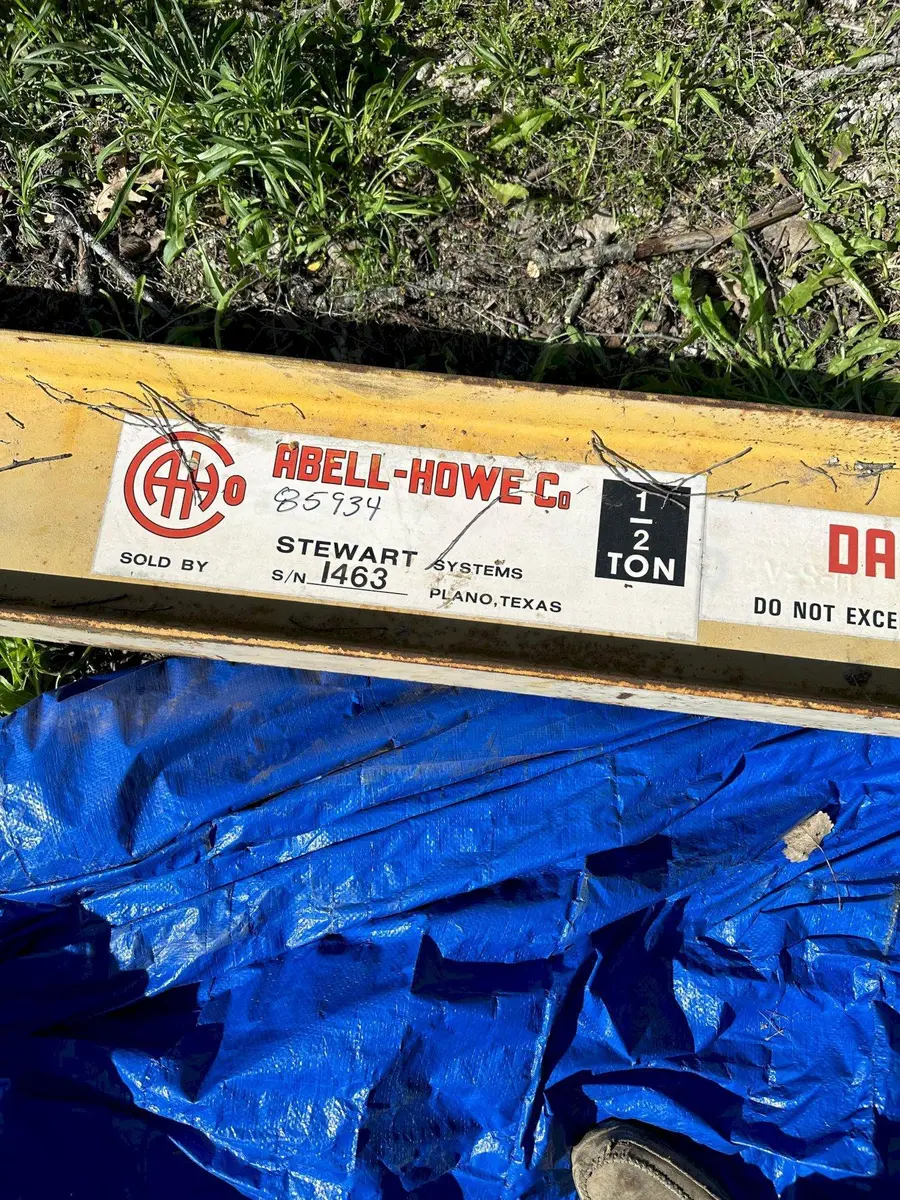 AHCo
ABELL-HOWE Co
85934
SOLD BY
STEWART SYSTEMS
S/N 1463
PLANO, TEXAS
1
2
TON
DA
DO NOT EXCE